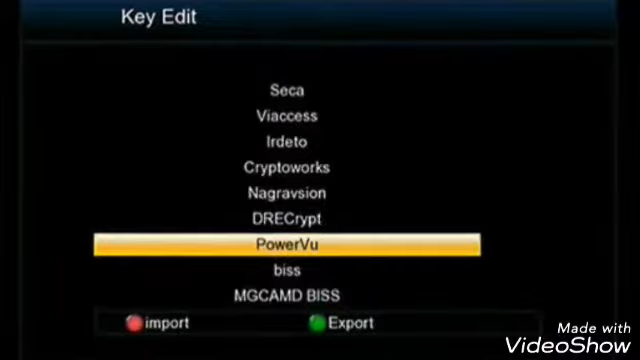 Key Edit
Seca
Viaccess
Irdeto
Cryptoworks
Nagravsion
DRECrypt
PowerVu
biss
MGCAMD BISS
import Export
Made with
VideoShow